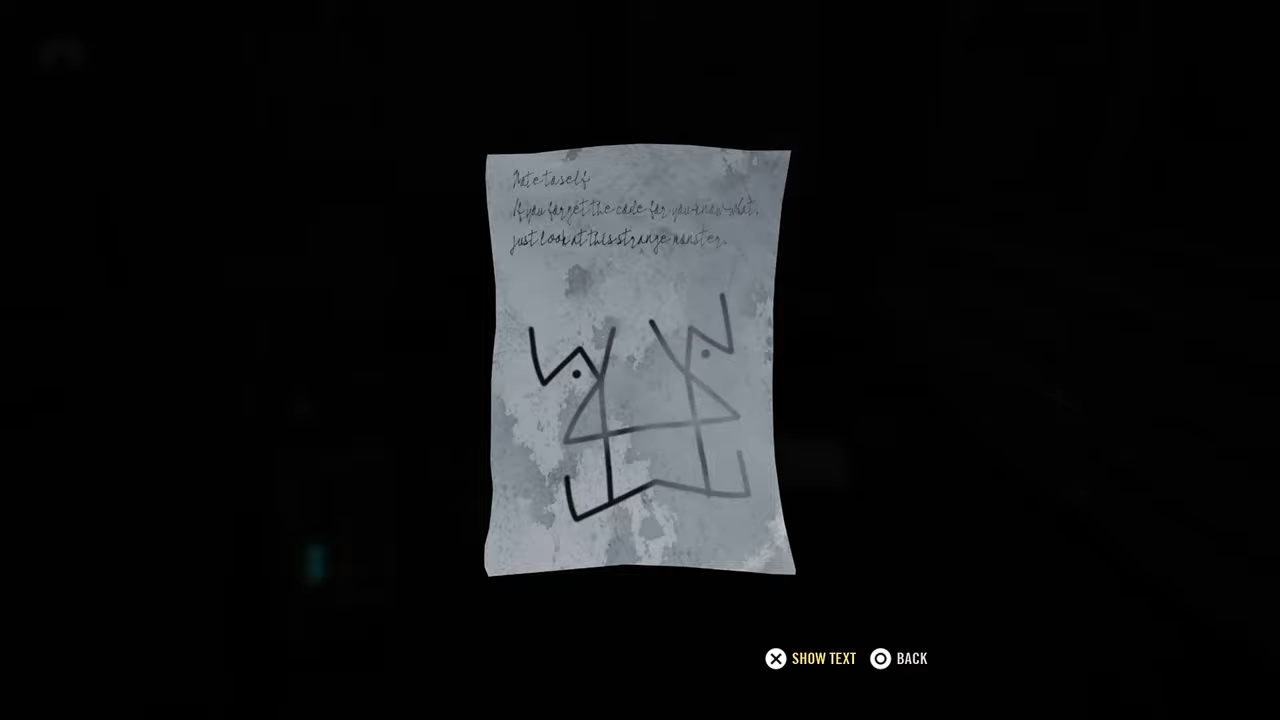 Note to self
If you forget the code for you-know-what,
just look at this strange monster.
SHOW TEXT
BACK